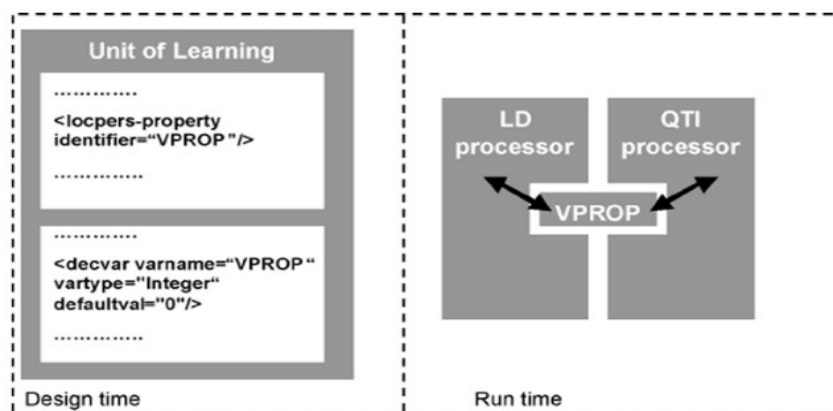 Unit of Learning
.............
<locpers-property
identifier=“VPROP”/>
..............
.............
<decvar varname=“VPROP“
vartype="Integer“
defaultval="0"/>
..............
Design time
LD
processor
QTI
processor
VPROP
Run time